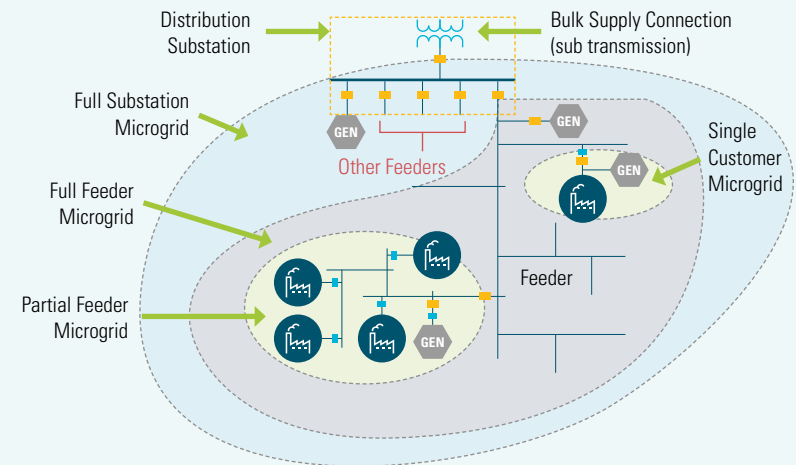 Distribution
Substation
Bulk Supply Connection
(sub transmission)
Full Substation
Microgrid
GEN
GEN
Single
Customer
Microgrid
Other Feeders
GEN
Full Feeder
Microgrid
Feeder
Partial Feeder
Microgrid
GEN